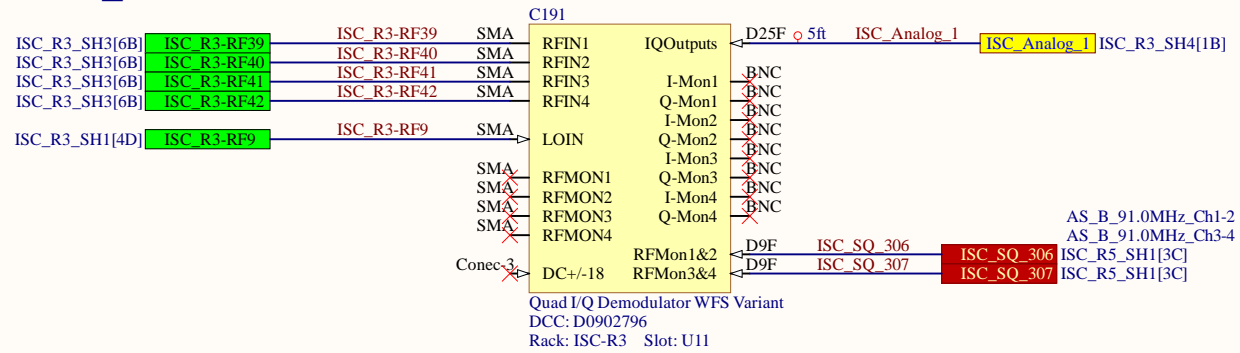 C191
ISC_R3_SH3[6B] ISC_R3-RF39 ISC_R3-RF39 SMA RFIN1 IQOutputs D25F 5ft ISC_Analog_1 ISC_Analog_1 ISC_R3_SH4[1B]
ISC_R3_SH3[6B] ISC_R3-RF40 ISC_R3-RF40 SMA RFIN2
ISC_R3_SH3[6B] ISC_R3-RF41 ISC_R3-RF41 SMA RFIN3 I-Mon1 BNC
ISC_R3_SH3[6B] ISC_R3-RF42 ISC_R3-RF42 SMA RFIN4 Q-Mon1 BNC
I-Mon2 BNC
ISC_R3_SH1[4D] ISC_R3-RF9 ISC_R3-RF9 SMA LOIN Q-Mon2 BNC
I-Mon3 BNC
SMA RFMON1 Q-Mon3 BNC
SMA RFMON2 I-Mon4 BNC
SMA RFMON3 Q-Mon4 BNC
AS_B_91.0MHz_Ch1-2
SMA RFMON4
AS_B_91.0MHz_Ch3-4
RFMon1&2 D9F ISC_SQ_306 ISC_SQ_306 ISC_R5_SH1[3C]
Conec-3 DC+/-18 RFMon3&4 D9F ISC_SQ_307 ISC_SQ_307 ISC_R5_SH1[3C]
Quad I/Q Demodulator WFS Variant
DCC: D0902796
Rack: ISC-R3 Slot: U11